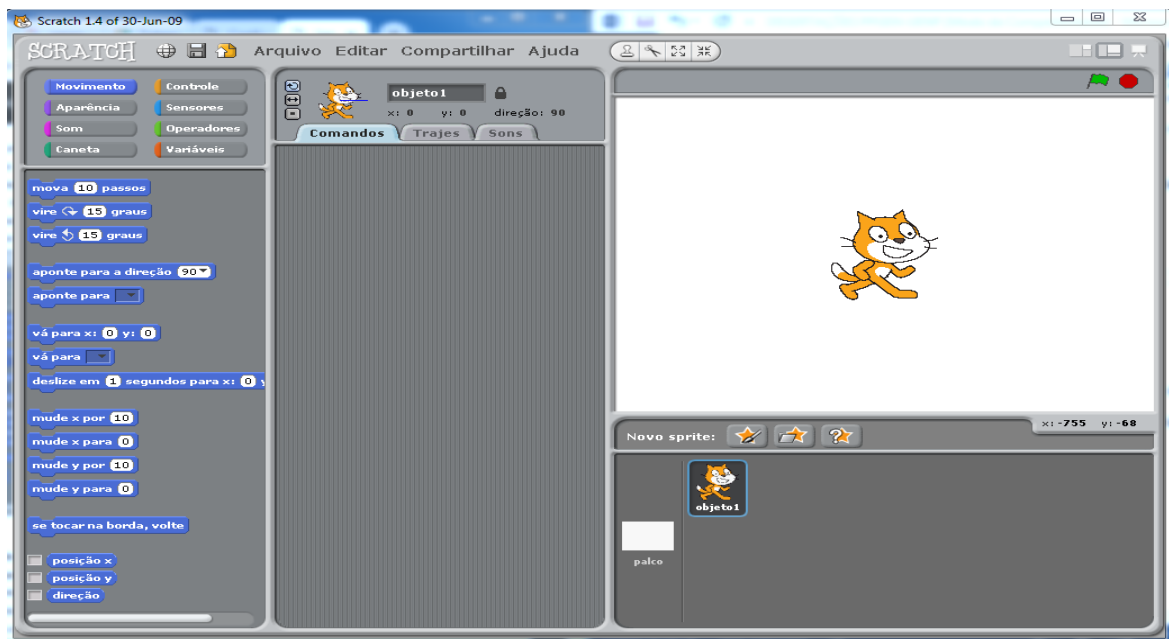 Scratch 1.4 of 30-Jun-09
SCRATCH Arquivo Editar Compartilhar Ajuda
Movimento Controle
Aparência Sensores
Som Operadores
Caneta Variáveis
mova 10 passos
vire 15 graus
vire 15 graus
aponte para a direção 90
aponte para
vá para x: 0 y: 0
vá para
deslize em 1 segundos para x: 0 y
mude x por 10
mude x para 0
mude y por 10
mude y para 0
se tocar na borda, volte
posição x
posição y
direção
objeto1
x: 0 y: 0 direção: 90
Comandos Trajes Sons
x: -755 y: -68
Novo sprite:
objeto1
palco